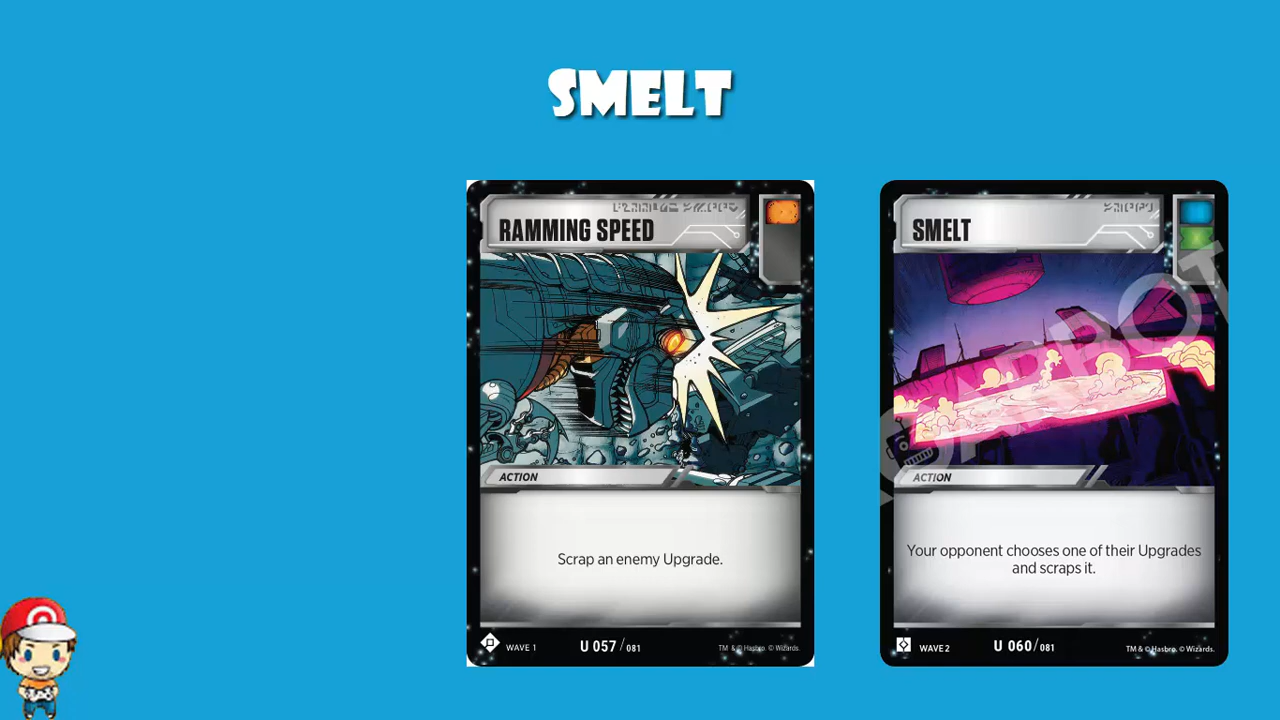 SMELT
RAMMING SPEED
ACTION
Scrap an enemy Upgrade.
WAVE 1
U 057/081
TM & © Hasbro. © Wizards.
SMELT
ACTION
Your opponent chooses one of their Upgrades
and scraps it.
WAVE 2
U 060/081
TM & © Hasbro. © Wizards.